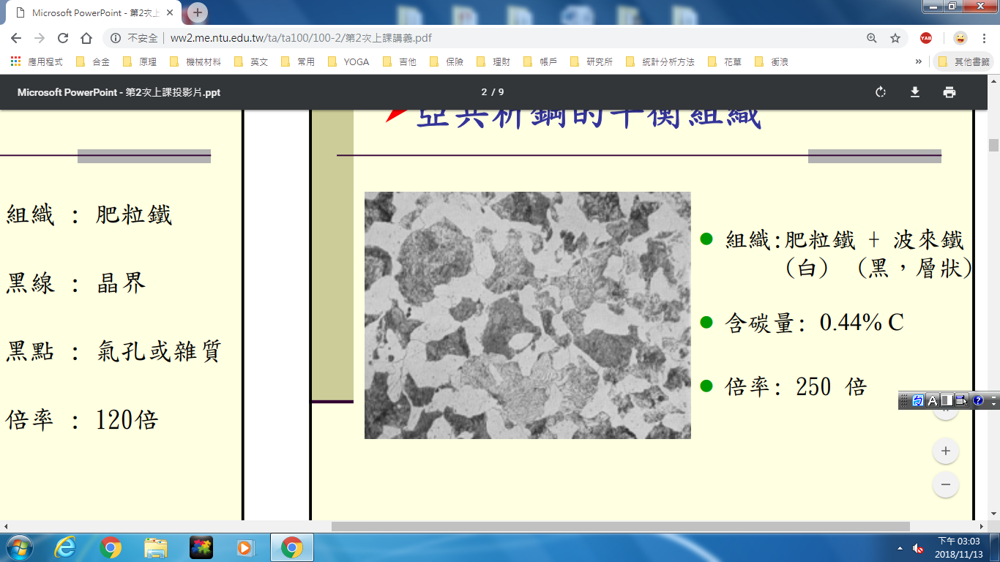 Microsoft PowerPoint - 第2次上
不安全 | ww2.me.ntu.edu.tw/ta/ta100/100-2/第2次上課講義.pdf
YAB
應用程式 合金 原理 機械材料 英文 常用 YOGA 吉他 保險 理財 帳戶 研究所 統計分析方法 花草 衝浪 » 其他書籤
Microsoft PowerPoint - 第2次上課投影片.ppt 2 / 9
亞共析鋼的平衡組織
組織 : 肥粒鐵
黑線 : 晶界
黑點 : 氣孔或雜質
倍率 : 120倍
組織:肥粒鐵 + 波來鐵
(白) (黑，層狀)
含碳量: 0.44% C
倍率: 250 倍
A
下午 03:03
2018/11/13